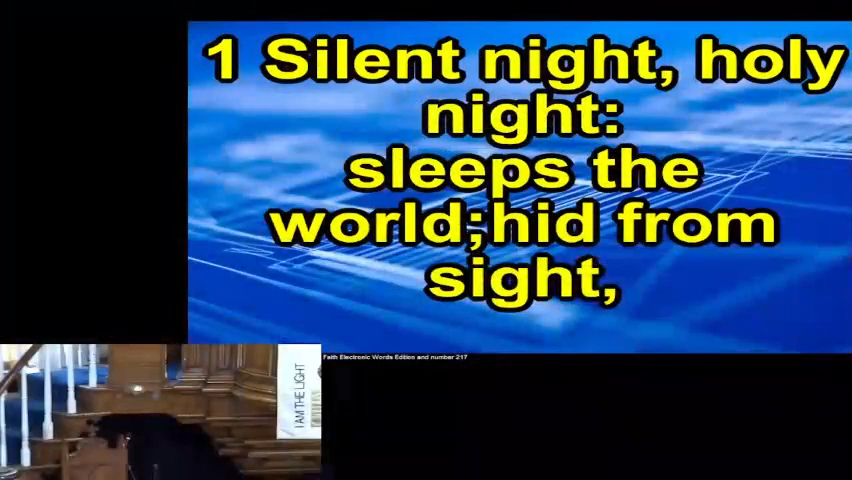 1 Silent night, holy
night:
sleeps the
world;hid from
sight,
Faith Electronic Words Edition and number 217
I AM THE LIGHT